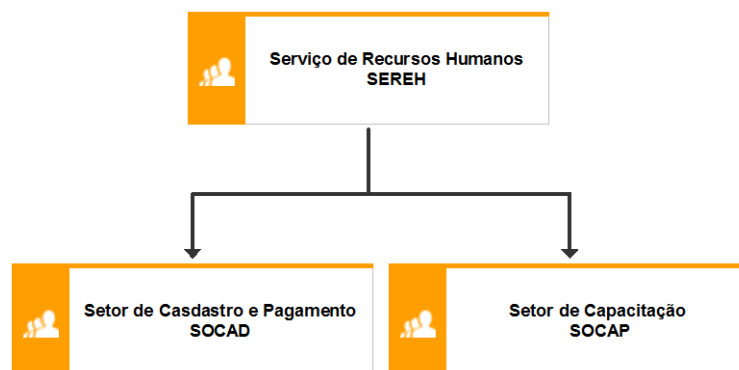 Serviço de Recursos Humanos
SEREH
Setor de Casdastro e Pagamento
SOCAD
Setor de Capacitação
SOCAP